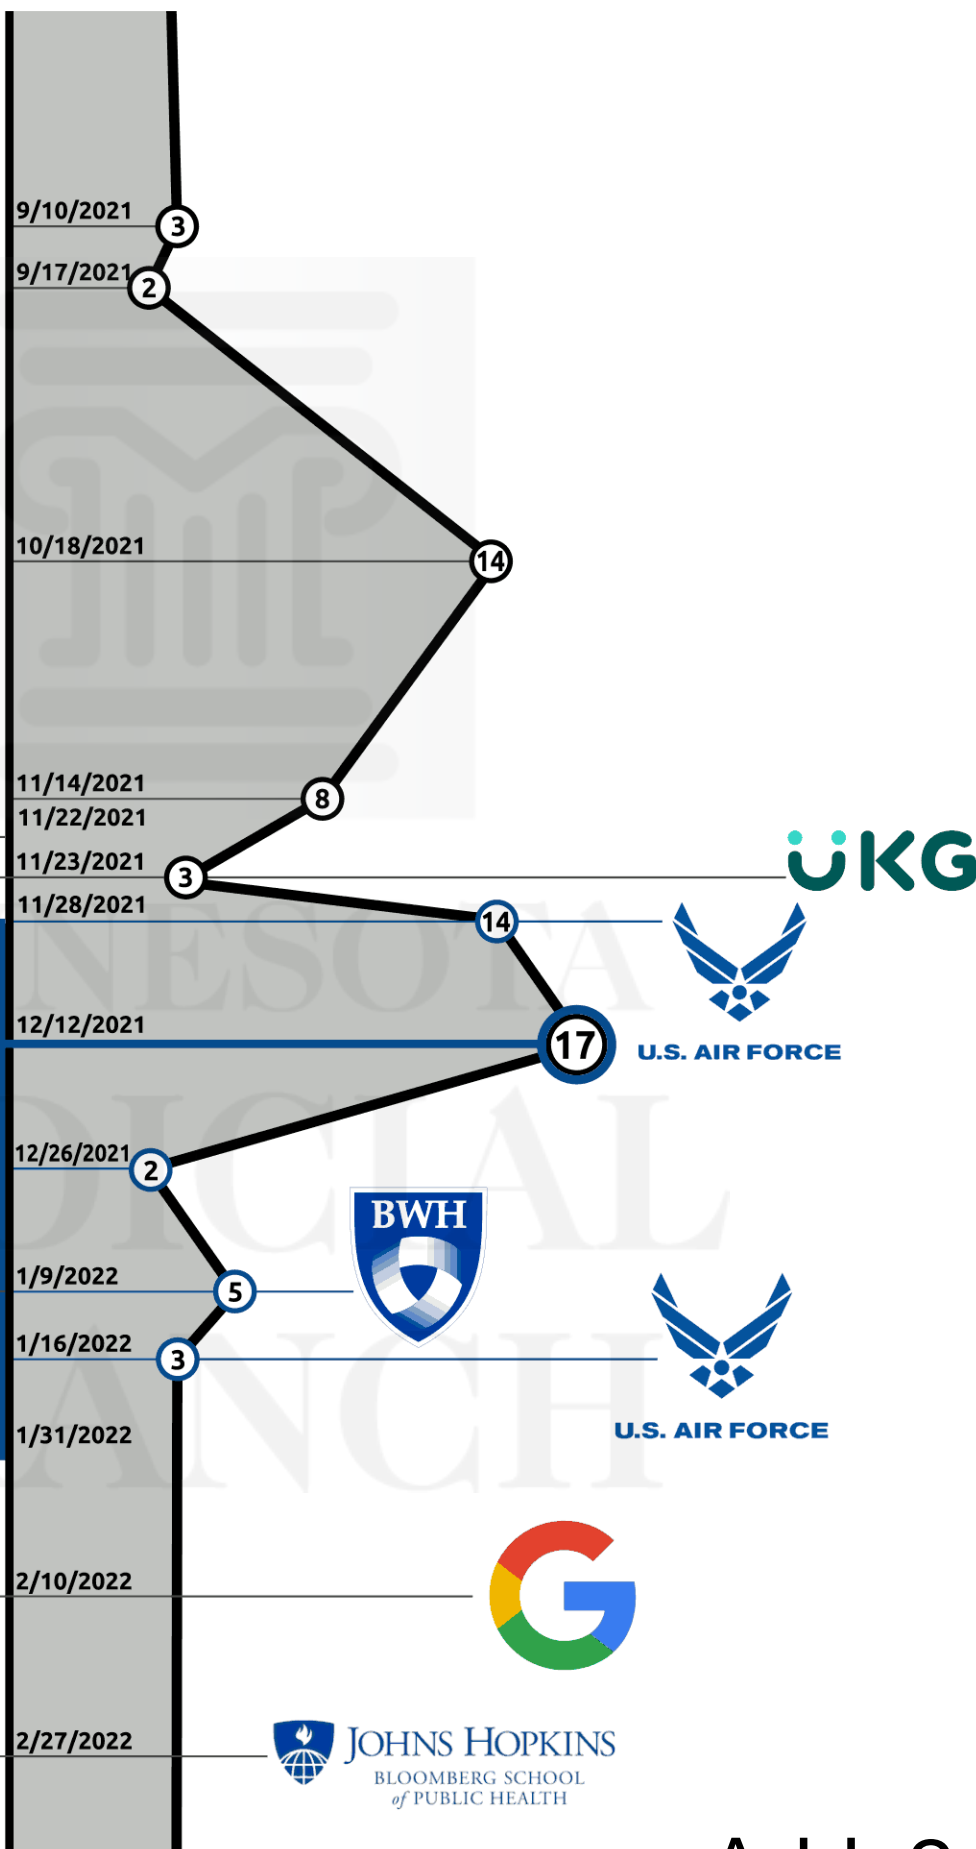 9/10/2021
3
9/17/2021
2
10/18/2021
14
11/14/2021
8
11/22/2021
UKG
11/23/2021
3
11/28/2021
14
NESOTA
12/12/2021
17
U.S. AIR FORCE
DICIAL
12/26/2021
2
BWH
1/9/2022
5
1/16/2022
3
ANCH
U.S. AIR FORCE
1/31/2022
G
2/10/2022
2/27/2022
JOHNS HOPKINS
BLOOMBERG SCHOOL
of PUBLIC HEALTH